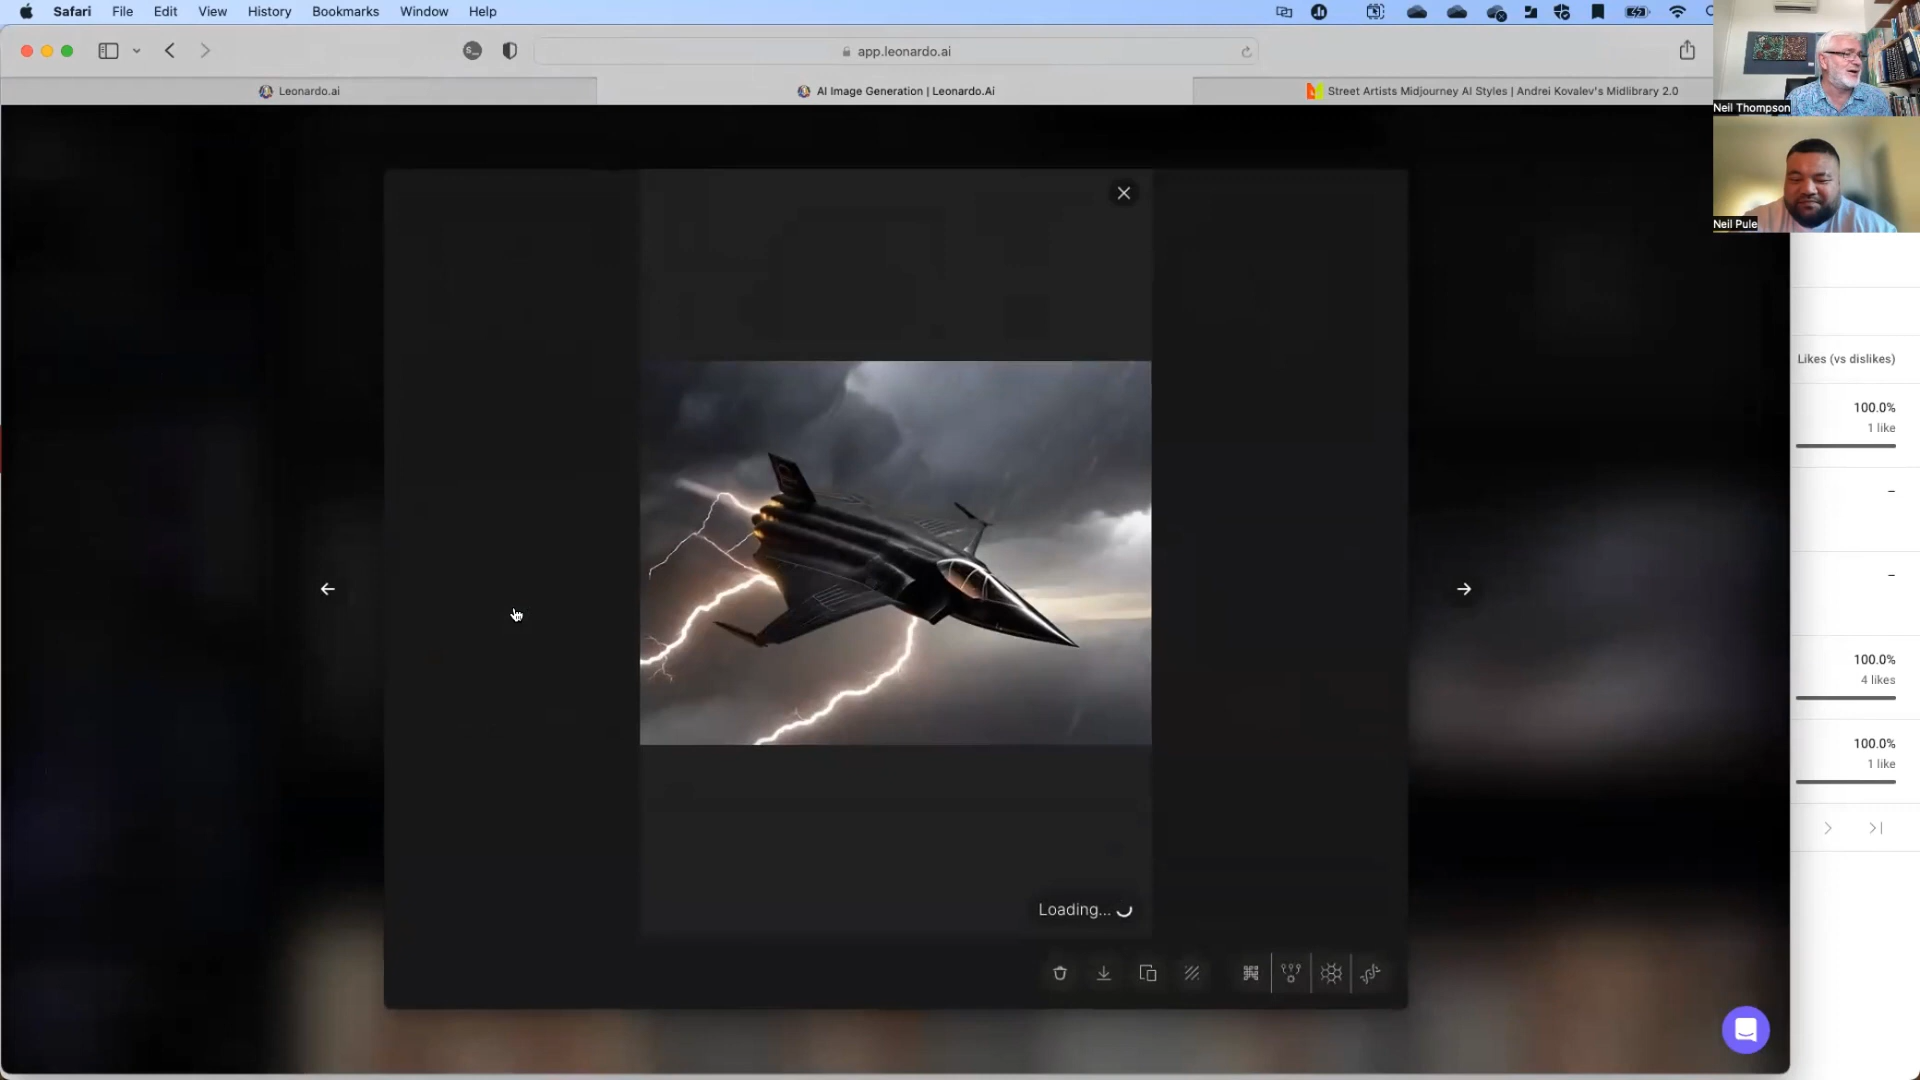 Safari File Edit View History Bookmarks Window Help
app.leonardo.ai
Leonardo.ai
AI Image Generation | Leonardo.Ai
Street Artists Midjourney AI Styles | Andrei Kovalev's Midlibrary 2.0
Neil Thompson
Neil Pule
Likes (vs dislikes)
100.0%
1 like
–
–
100.0%
4 likes
100.0%
1 like
Loading...